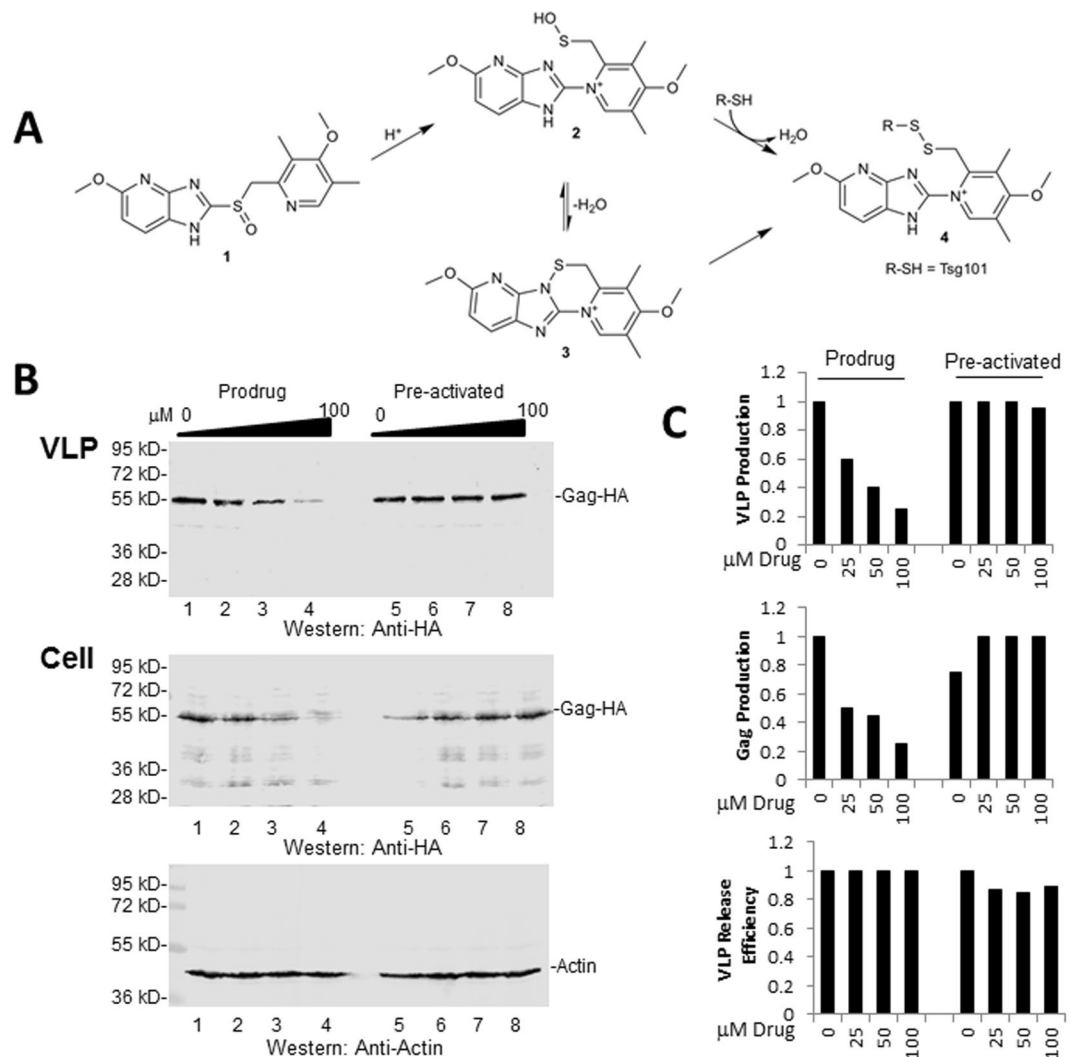 A
O
N
N
N
H
S
O
N
O
1
H⁺
HO
S
O
N
N
N
H
N⁺
O
2
-H₂O
R-SH
H₂O
O
N
S
N
N
N⁺
O
3
R-S
S
O
N
N
N
H
N⁺
O
4
R-SH = Tsg101
B
Prodrug Pre-activated
μM 0 100 0 100
VLP
95 kD-
72 kD-
55 kD-
36 kD-
28 kD-
-Gag-HA
1 2 3 4 5 6 7 8
Western: Anti-HA
Cell
95 kD-
72 kD-
55 kD-
36 kD-
28 kD-
-Gag-HA
1 2 3 4 5 6 7 8
Western: Anti-HA
95 kD-
72 kD-
55 kD-
36 kD-
-Actin
1 2 3 4 5 6 7 8
Western: Anti-Actin
C
Prodrug Pre-activated
VLP Production
1.2
1
0.8
0.6
0.4
0.2
0
μM Drug 0 25 50 100 0 25 50 100
Gag Production
1.2
1
0.8
0.6
0.4
0.2
0
μM Drug 0 25 50 100 0 25 50 100
VLP Release
Efficiency
1.2
1
0.8
0.6
0.4
0.2
0
μM Drug 0 25 50 100 0 25 50 100